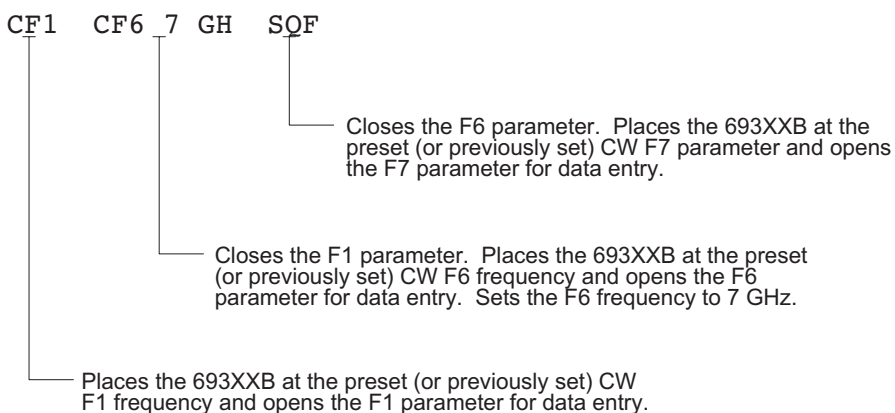 CF1 CF6 7 GH SQF
Closes the F6 parameter. Places the 693XXB at the
preset (or previously set) CW F7 parameter and opens
the F7 parameter for data entry.
Closes the F1 parameter. Places the 693XXB at the preset
(or previously set) CW F6 frequency and opens the F6
parameter for data entry. Sets the F6 frequency to 7 GHz.
Places the 693XXB at the preset (or previously set) CW
F1 frequency and opens the F1 parameter for data entry.